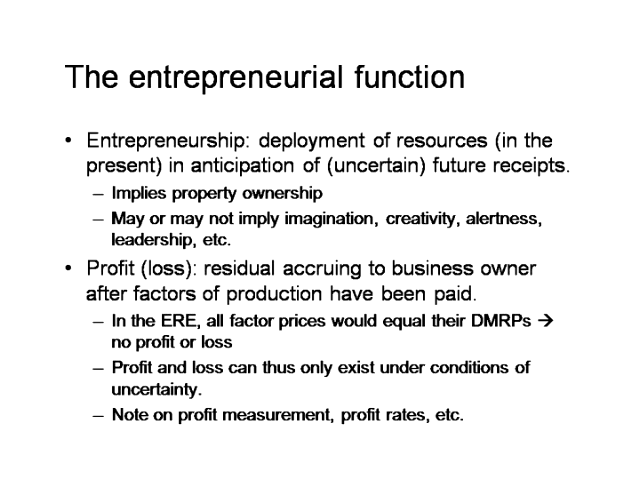 The entrepreneurial function
• Entrepreneurship: deployment of resources (in the
present) in anticipation of (uncertain) future receipts.
– Implies property ownership
– May or may not imply imagination, creativity, alertness,
leadership, etc.
• Profit (loss): residual accruing to business owner
after factors of production have been paid.
– In the ERE, all factor prices would equal their DMRPs →
no profit or loss
– Profit and loss can thus only exist under conditions of
uncertainty.
– Note on profit measurement, profit rates, etc.